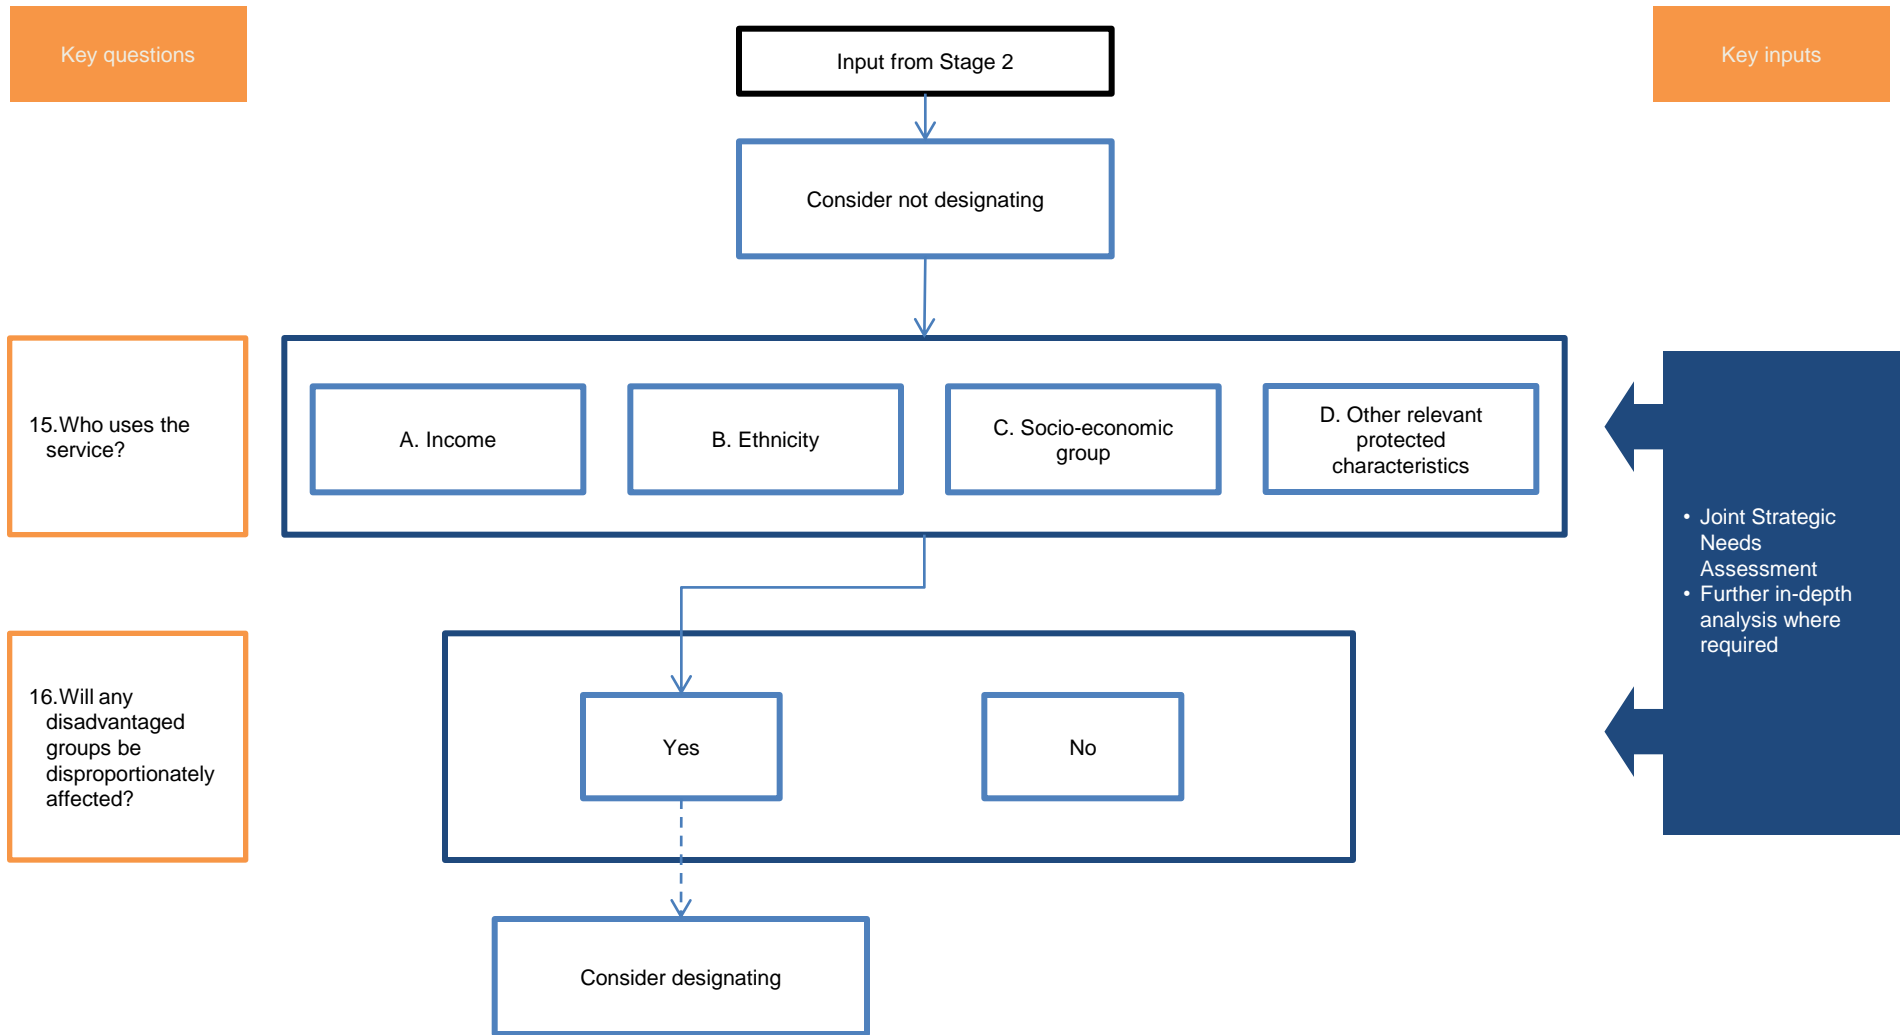 Key questions
Input from Stage 2
Key inputs
Consider not designating
15.Who uses the
service?
A. Income
B. Ethnicity
C. Socio-economic
group
D. Other relevant
protected
characteristics
• Joint Strategic
Needs
Assessment
• Further in-depth
analysis where
required
16.Will any
disadvantaged
groups be
disproportionately
affected?
Yes
No
Consider designating